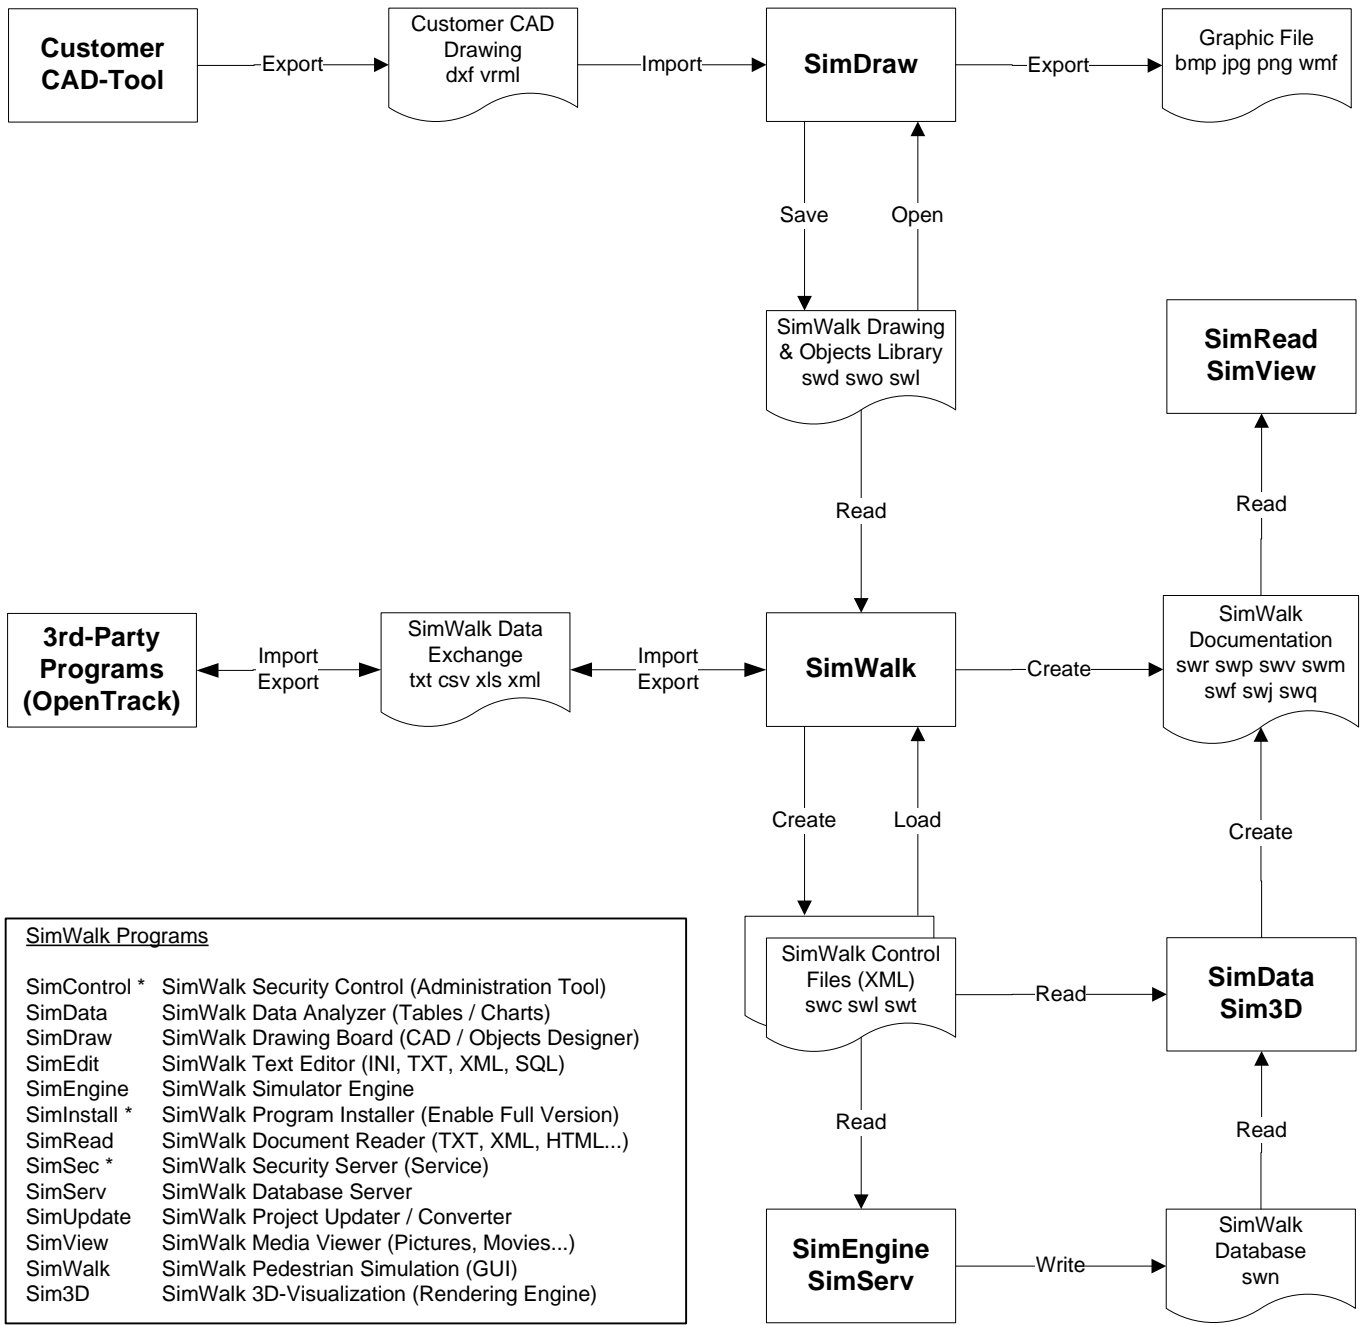 Customer
CAD-Tool
Export
Customer CAD
Drawing
dxf vrml
Import
SimDraw
Export
Graphic File
bmp jpg png wmf
Save
Open
SimWalk Drawing
& Objects Library
swd swo swl
SimRead
SimView
Read
Read
3rd-Party
Programs
(OpenTrack)
Import
Export
SimWalk Data
Exchange
txt csv xls xml
Import
Export
SimWalk
Create
SimWalk
Documentation
swr swp swv swm
swf swj swq
Create
Load
Create
SimWalk Control
Files (XML)
swc swl swt
Read
SimData
Sim3D
Read
Read
SimEngine
SimServ
Write
SimWalk
Database
swn
SimWalk Programs
SimControl * SimWalk Security Control (Administration Tool)
SimData SimWalk Data Analyzer (Tables / Charts)
SimDraw SimWalk Drawing Board (CAD / Objects Designer)
SimEdit SimWalk Text Editor (INI, TXT, XML, SQL)
SimEngine SimWalk Simulator Engine
SimInstall * SimWalk Program Installer (Enable Full Version)
SimRead SimWalk Document Reader (TXT, XML, HTML...)
SimSec * SimWalk Security Server (Service)
SimServ SimWalk Database Server
SimUpdate SimWalk Project Updater / Converter
SimView SimWalk Media Viewer (Pictures, Movies...)
SimWalk SimWalk Pedestrian Simulation (GUI)
Sim3D SimWalk 3D-Visualization (Rendering Engine)